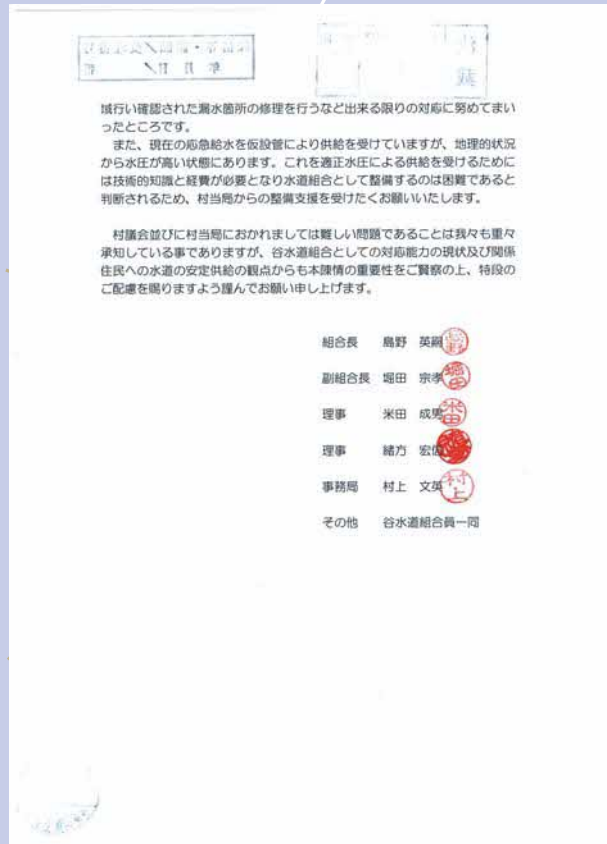 域行い確認された漏水箇所の修理を行うなど出来る限りの対応に努めてまい
ったところです。
また、現在の応急給水を仮設管により供給を受けていますが、地理的状況
から水圧が高い状態にあります。これを適正水圧による供給を受けるために
は技術的知識と経費が必要となり水道組合として整備するのは困難であると
判断されるため、村当局からの整備支援を受けたくお願いいたします。
村議会並びに村当局におかれましては難しい問題であることは我々も重々
承知している事でありますが、谷水道組合としての対応能力の現状及び関係
住民への水道の安定供給の観点からも本陳情の重要性をご賢察の上、特段の
ご配慮を賜りますよう謹んでお願い申し上げます。
組合長 島野 英嗣
副組合長 堀田 宗孝 堀田
理事 米田 成男 米田
理事 緒方 宏
事務局 村上 文英 村上
その他 谷水道組合員一同